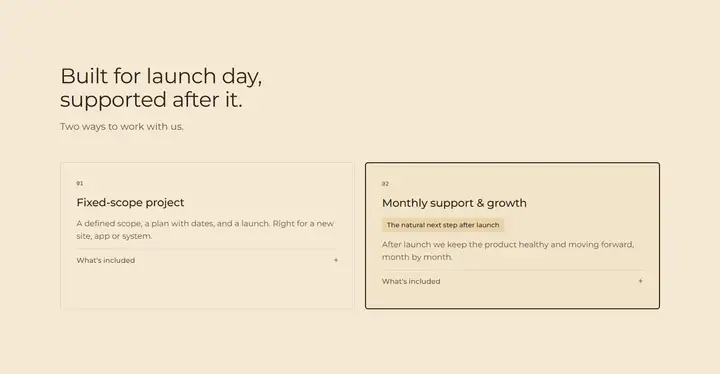 Built for launch day,
supported after it.
Two ways to work with us.
01
Fixed-scope project
A defined scope, a plan with dates, and a launch. Right for a new
site, app or system.
What's included +
02
Monthly support & growth
The natural next step after launch
After launch we keep the product healthy and moving forward,
month by month.
What's included +